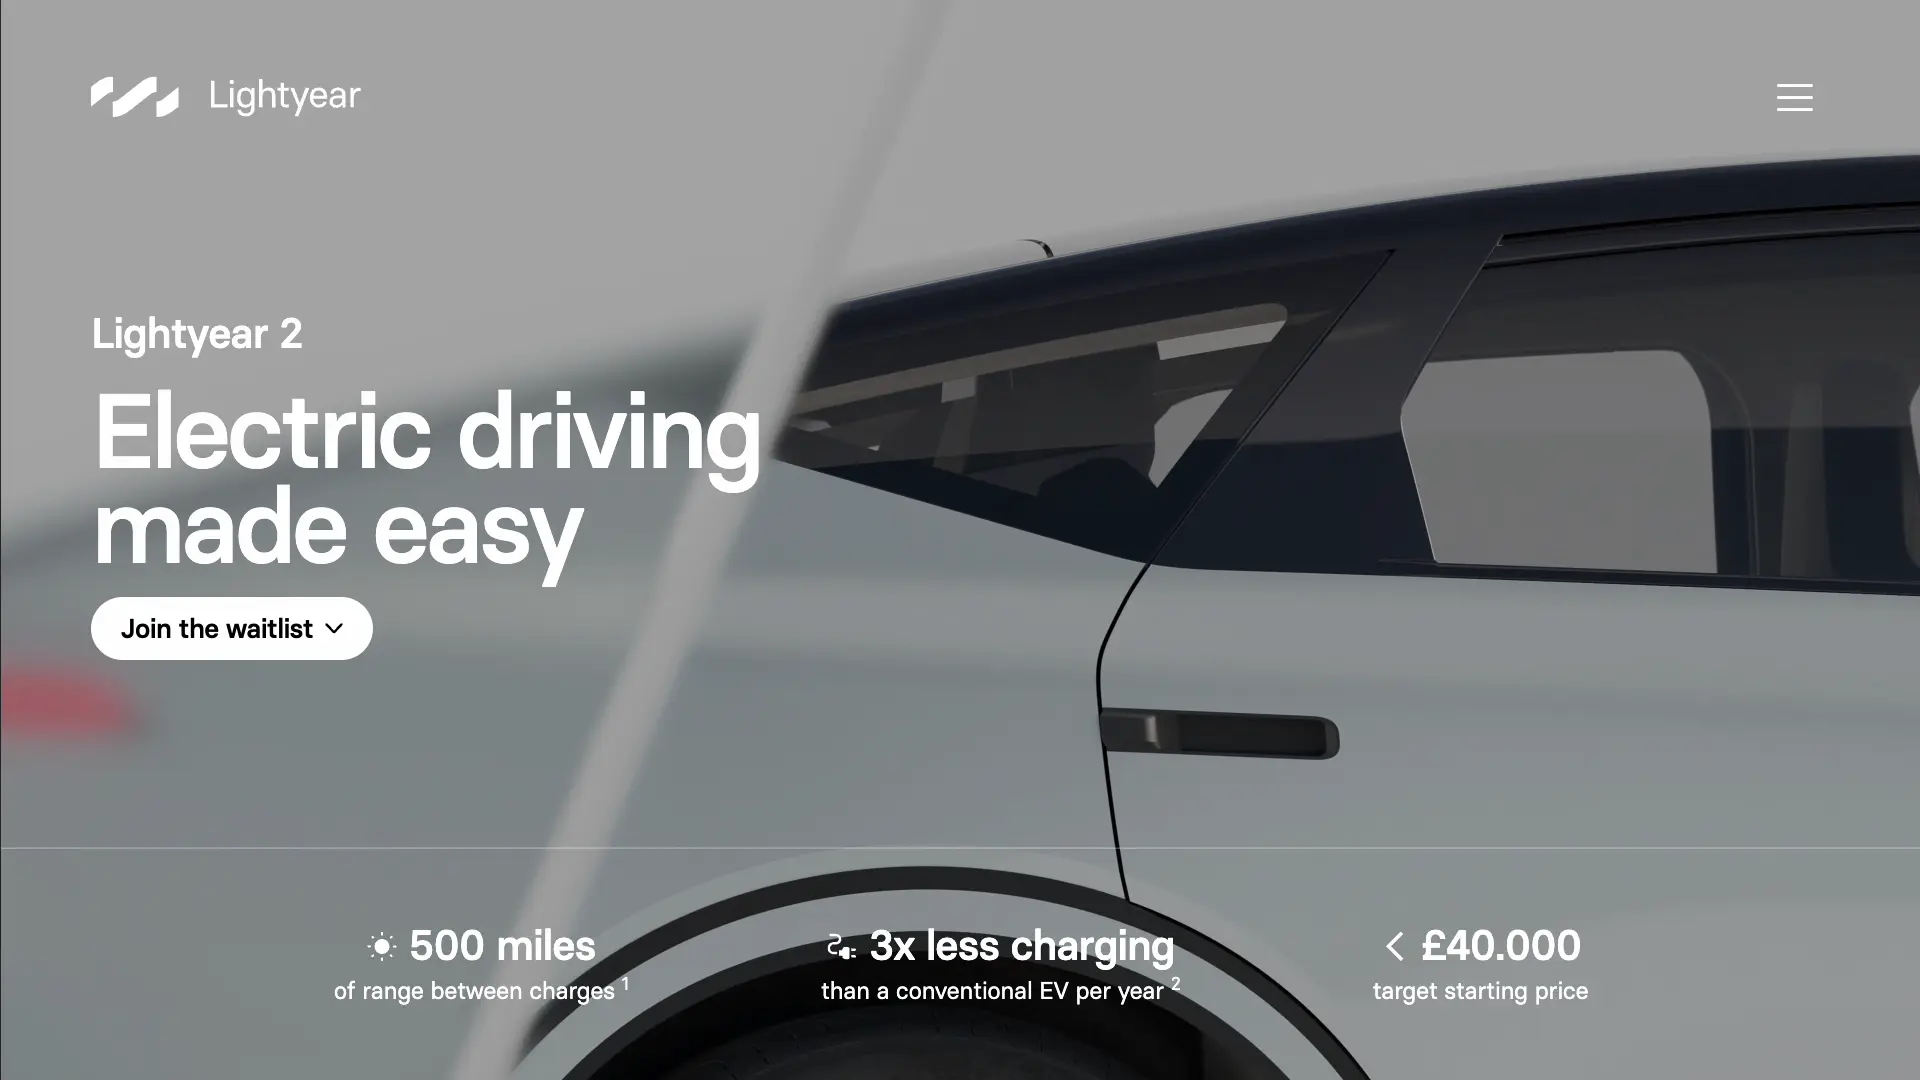 Lightyear
Lightyear 2
Electric driving
made easy
Join the waitlist
500 miles
of range between charges 1
3x less charging
than a conventional EV per year 2
< £40.000
target starting price